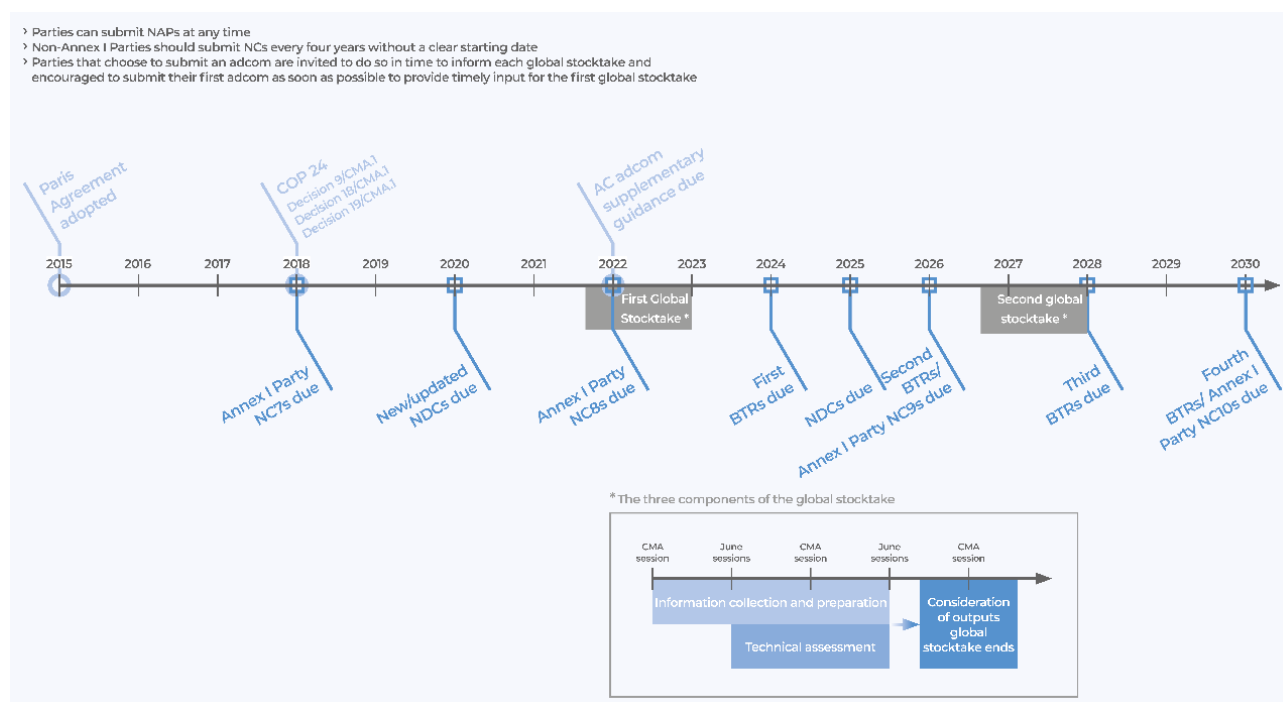 Parties can submit NAPs at any time
Non-Annex I Parties should submit NCs every four years without a clear starting date
Parties that choose to submit an adcom are invited to do so in time to inform each global stocktake and
encouraged to submit their first adcom as soon as possible to provide timely input for the first global stocktake
Paris
Agreement
adopted
COP 24
Decision 9/CMA.1
Decision 18/CMA.1
Decision 19/CMA.1
AC adcom
supplementary
guidance due
2015 2016 2017 2018 2019 2020 2021 2022 2023 2024 2025 2026 2027 2028 2029 2030
First Global
Stocktake *
Second global
stocktake *
Annex I Party
NC7s due
New/updated
NDCs due
Annex I Party
NC8s due
First
BTRs due
NDCs due
Second
BTRs/
Annex I Party NC9s due
Third
BTRs due
Fourth
BTRs/ Annex I
Party NC10s due
* The three components of the global stocktake
CMA
session
June
sessions
CMA
session
June
sessions
CMA
session
Information collection and preparation
Technical assessment
Consideration
of outputs
global
stocktake ends